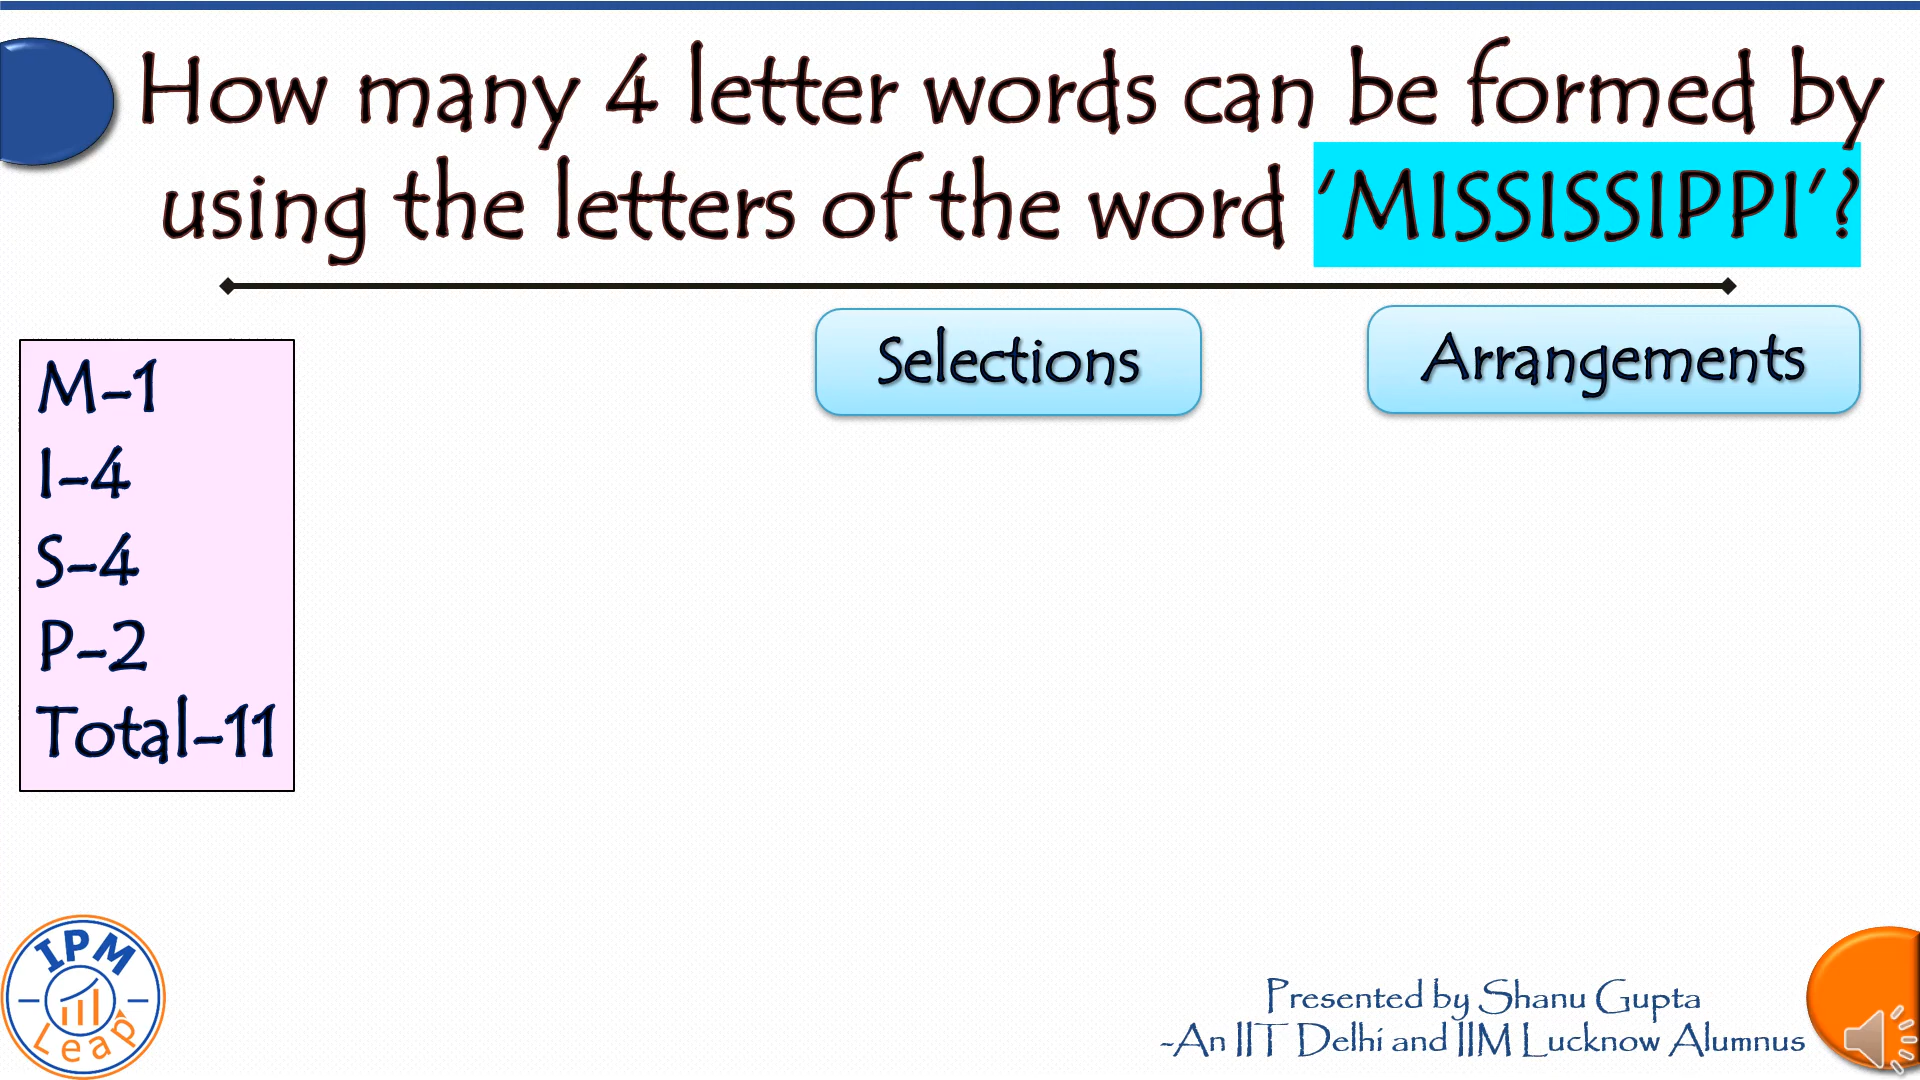 How many 4 letter words can be formed by
using the letters of the word ‘MISSISSIPPI’?
Selections
Arrangements
M-1
I-4
S-4
P-2
Total-11
IPM
Leap
Presented by Shanu Gupta
-An IIT Delhi and IIM Lucknow Alumnus